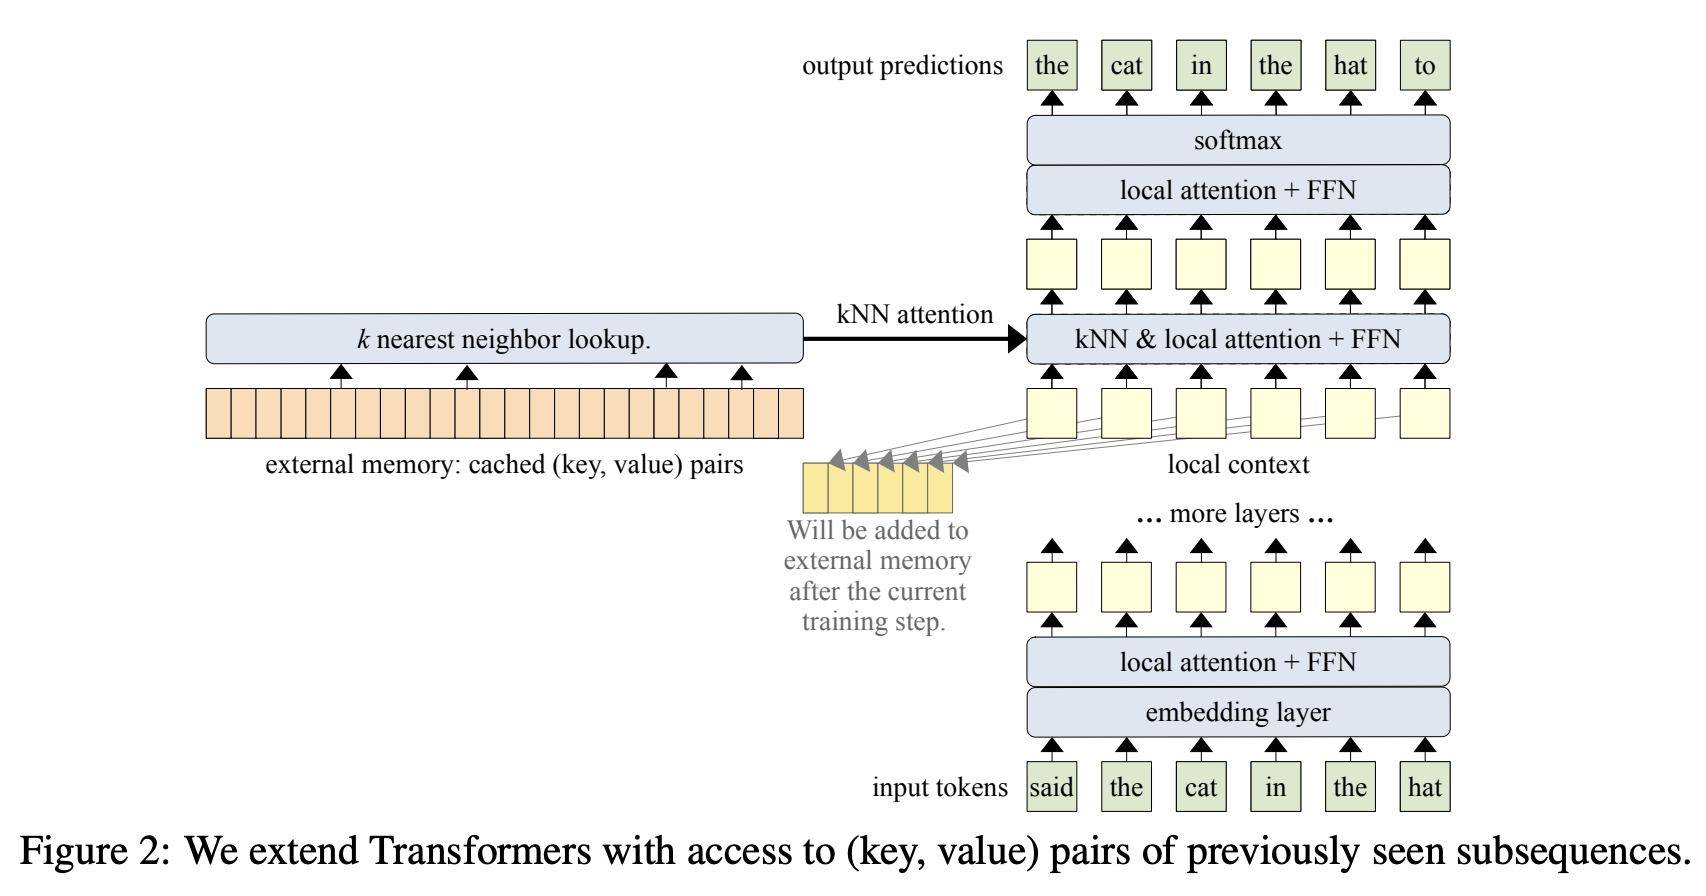 output predictions
the cat in the hat to
softmax
local attention + FFN
kNN attention
k nearest neighbor lookup.
kNN & local attention + FFN
external memory: cached (key, value) pairs
local context
Will be added to
external memory
after the current
training step.
... more layers ...
local attention + FFN
embedding layer
input tokens
said the cat in the hat
Figure 2: We extend Transformers with access to (key, value) pairs of previously seen subsequences.